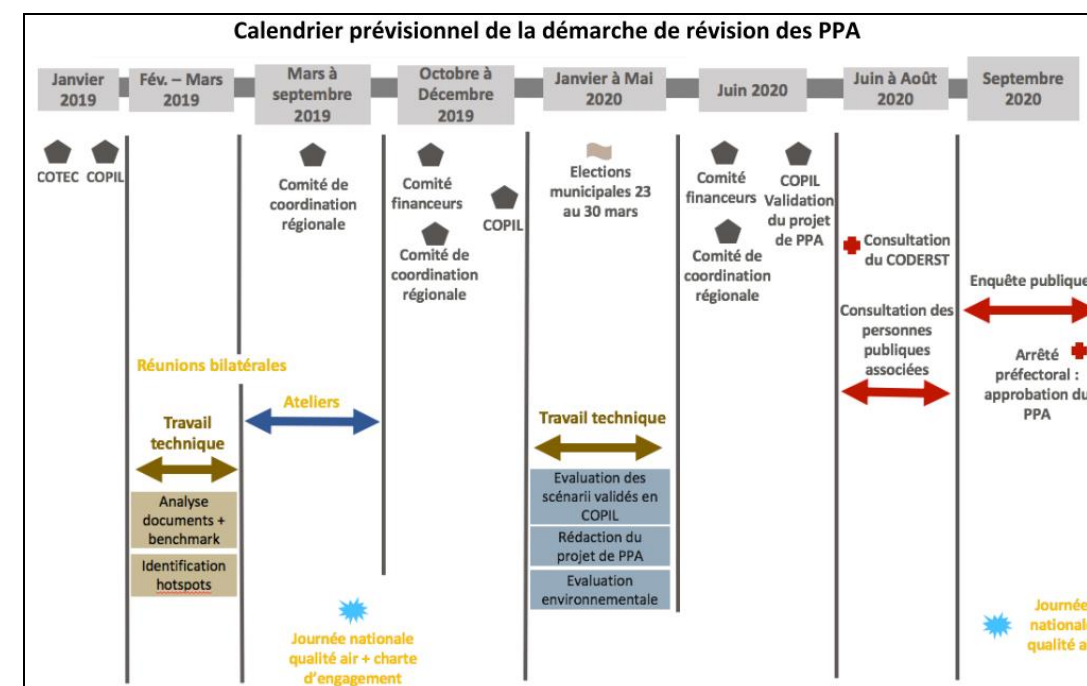 Calendrier prévisionnel de la démarche de révision des PPA
Janvier
2019
Fév. – Mars
2019
Mars à
septembre
2019
Octobre à
Décembre
2019
Janvier à Mai
2020
Juin 2020
Juin à Août
2020
Septembre
2020
COTEC
COPIL
Réunions bilatérales
Travail
technique
Analyse
documents +
benchmark
Identification
hotspots
Comité de
coordination
régionale
Ateliers
Journée nationale
qualité air + charte
d'engagement
Comité
financeurs
COPIL
Comité de
coordination
régionale
Elections
municipales 23
au 30 mars
Travail technique
Evaluation des
scénarii validés en
COPIL
Rédaction du
projet de PPA
Evaluation
environnementale
Comité
financeurs
Comité de
coordination
régionale
COPIL
Validation
du projet
de PPA
Consultation
du CODERST
Consultation des
personnes
publiques
associées
Enquête publique
Arrêté
préfectoral :
approbation du
PPA
Journée
nationale
qualité a